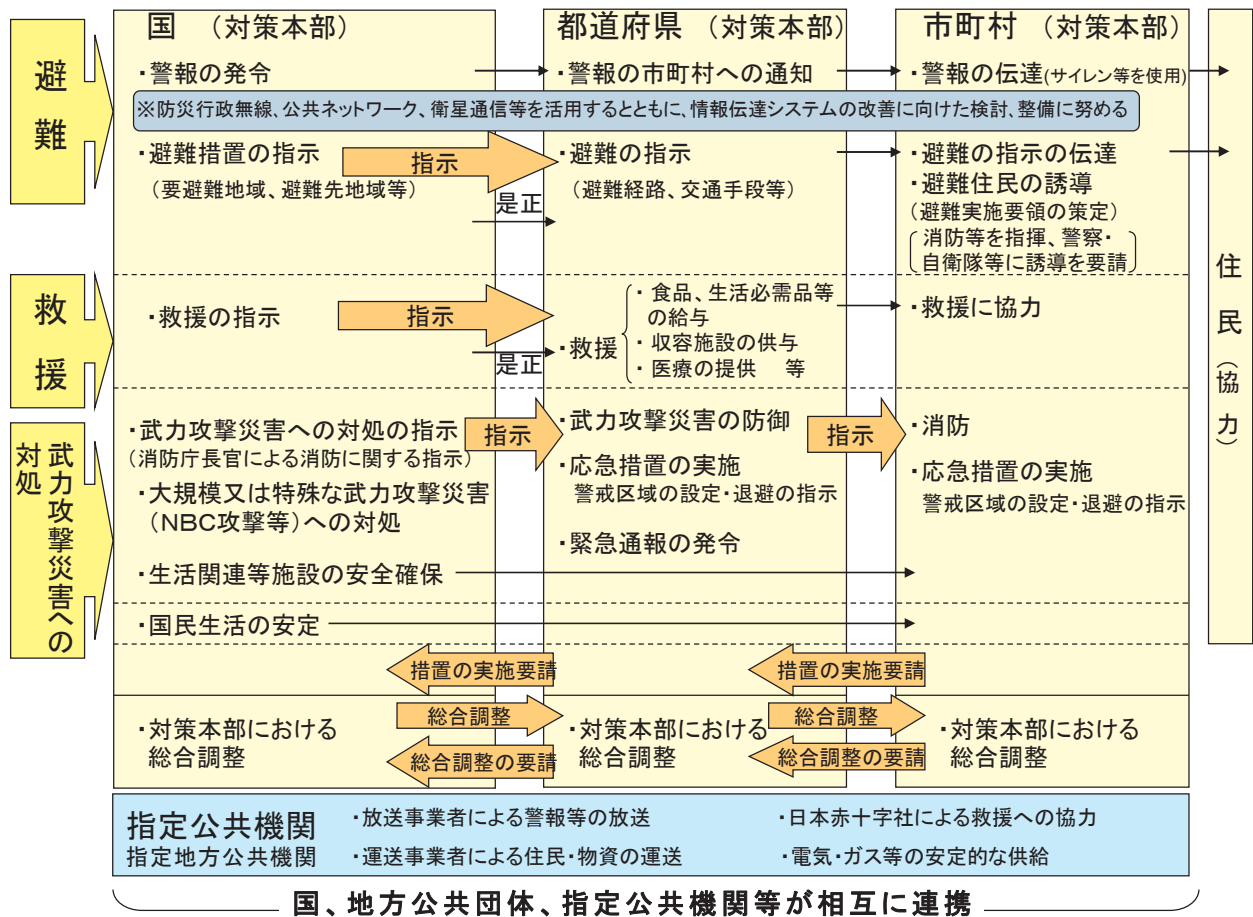 避難
国 (対策本部)
都道府県 (対策本部)
市町村 (対策本部)
・警報の発令
・警報の市町村への通知
・警報の伝達(サイレン等を使用)
※防災行政無線、公共ネットワーク、衛星通信等を活用するとともに、情報伝達システムの改善に向けた検討、整備に努める
・避難措置の指示
(要避難地域、避難先地域等)
指示
是正
・避難の指示
(避難経路、交通手段等)
・避難の指示の伝達
・避難住民の誘導
(避難実施要領の策定)
消防等を指揮、警察・
自衛隊等に誘導を要請
住民(協力)
救援
・救援の指示
指示
是正
・救援
・食品、生活必需品等
の給与
・収容施設の供与
・医療の提供 等
・救援に協力
武力攻撃災害への
対処
・武力攻撃災害への対処の指示
(消防庁長官による消防に関する指示)
・大規模又は特殊な武力攻撃災害
(NBC攻撃等)への対処
指示
・武力攻撃災害の防御
・応急措置の実施
警戒区域の設定・退避の指示
・緊急通報の発令
指示
・消防
・応急措置の実施
警戒区域の設定・退避の指示
・生活関連等施設の安全確保
・国民生活の安定
措置の実施要請
措置の実施要請
・対策本部における
総合調整
総合調整
総合調整の要請
・対策本部における
総合調整
総合調整
総合調整の要請
・対策本部における
総合調整
指定公共機関
指定地方公共機関
・放送事業者による警報等の放送
・日本赤十字社による救援への協力
・運送事業者による住民・物資の運送
・電気・ガス等の安定的な供給
国、地方公共団体、指定公共機関等が相互に連携